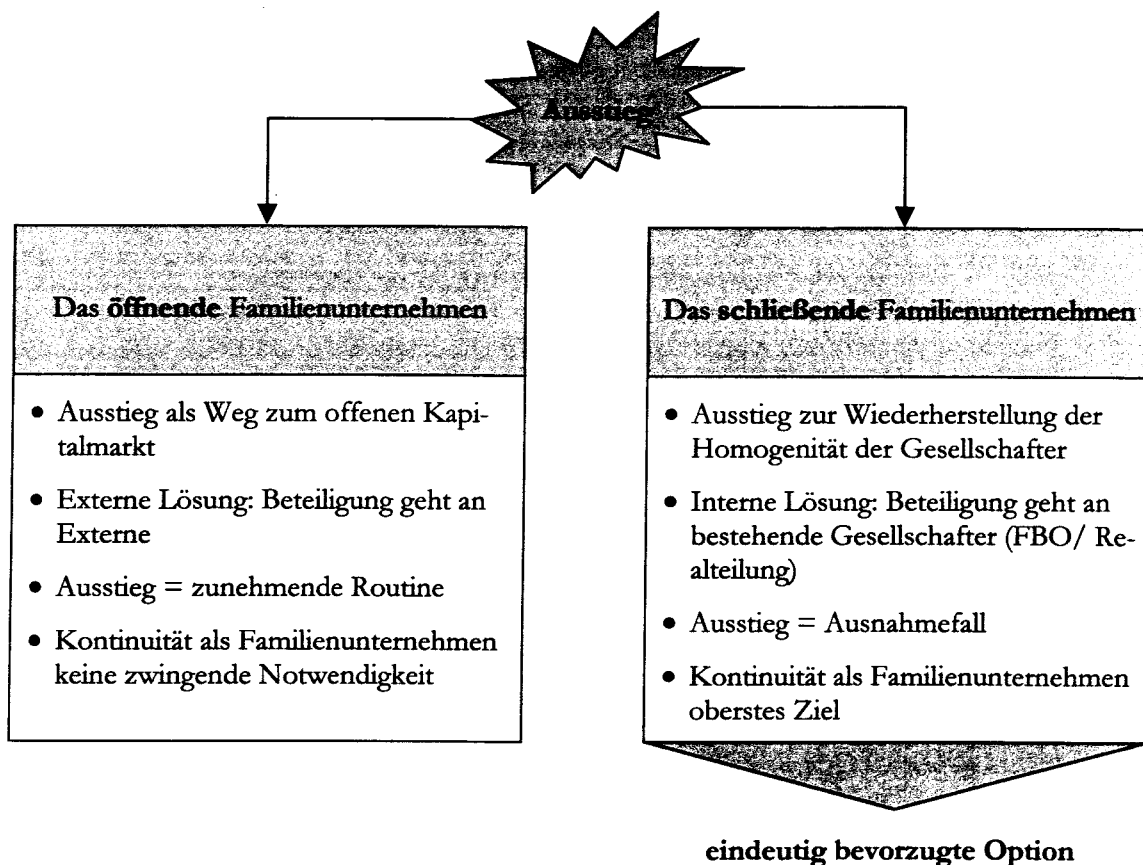 Ausstieg
Das öffnende Familienunternehmen
• Ausstieg als Weg zum offenen Kapi-
talmarkt
• Externe Lösung: Beteiligung geht an
Externe
• Ausstieg = zunehmende Routine
• Kontinuität als Familienunternehmen
keine zwingende Notwendigkeit
Das schließende Familienunternehmen
• Ausstieg zur Wiederherstellung der
Homogenität der Gesellschafter
• Interne Lösung: Beteiligung geht an
bestehende Gesellschafter (FBO/ Re-
alteilung)
• Ausstieg = Ausnahmefall
• Kontinuität als Familienunternehmen
oberstes Ziel
eindeutig bevorzugte Option